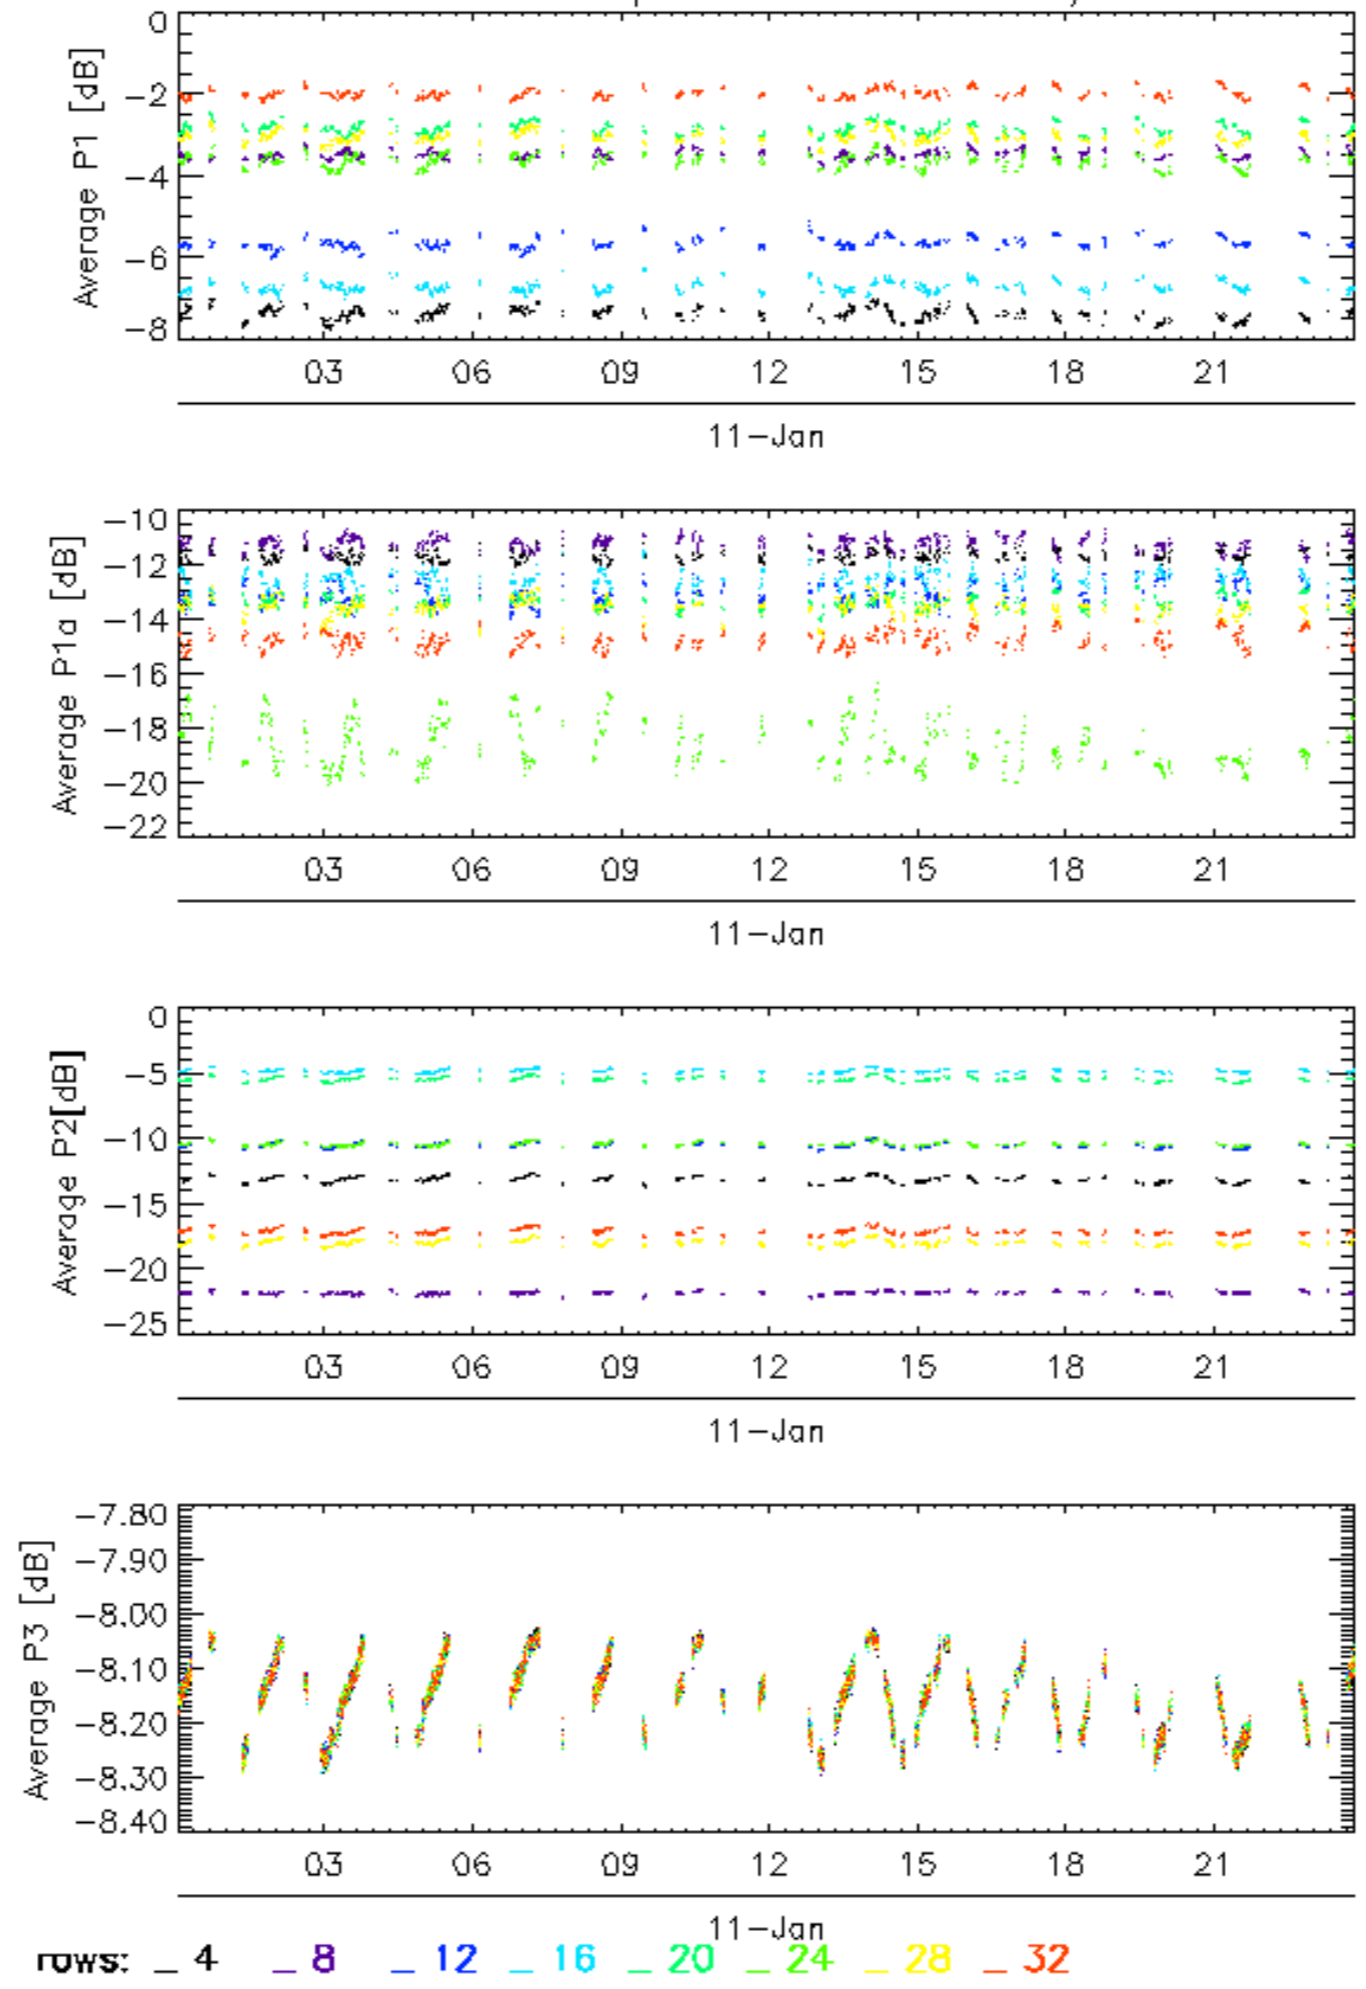 Average P1 [dB]
0
−2
−4
−6
−8
03 06 09 12 15 18 21
11−Jan
Average P1a [dB]
−10
−12
−14
−16
−18
−20
−22
03 06 09 12 15 18 21
11−Jan
Average P2[dB]
0
−5
−10
−15
−20
−25
03 06 09 12 15 18 21
11−Jan
Average P3 [dB]
−7.80
−7.90
−8.00
−8.10
−8.20
−8.30
−8.40
03 06 09 12 15 18 21
11−Jan
rows: _ 4 _ 8 _ 12 _ 16 _ 20 _ 24 _ 28 _ 32